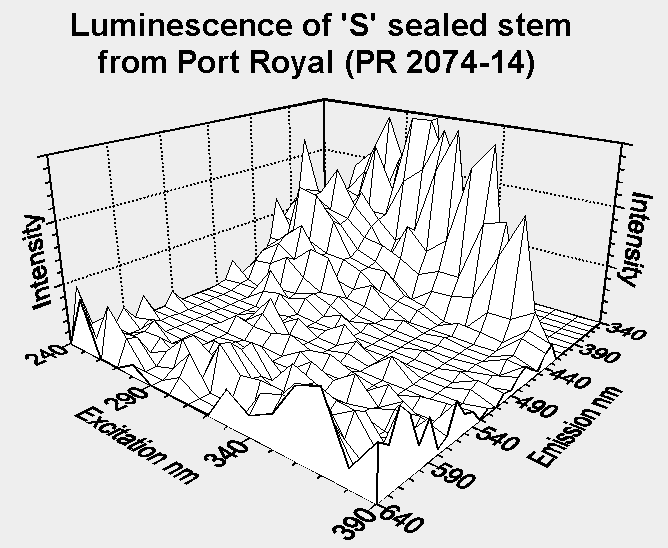 Luminescence of 'S' sealed stem
from Port Royal (PR 2074-14)
Intensity
Intensity
240
290
340
390
Excitation nm
340
390
440
490
540
590
640
Emission nm